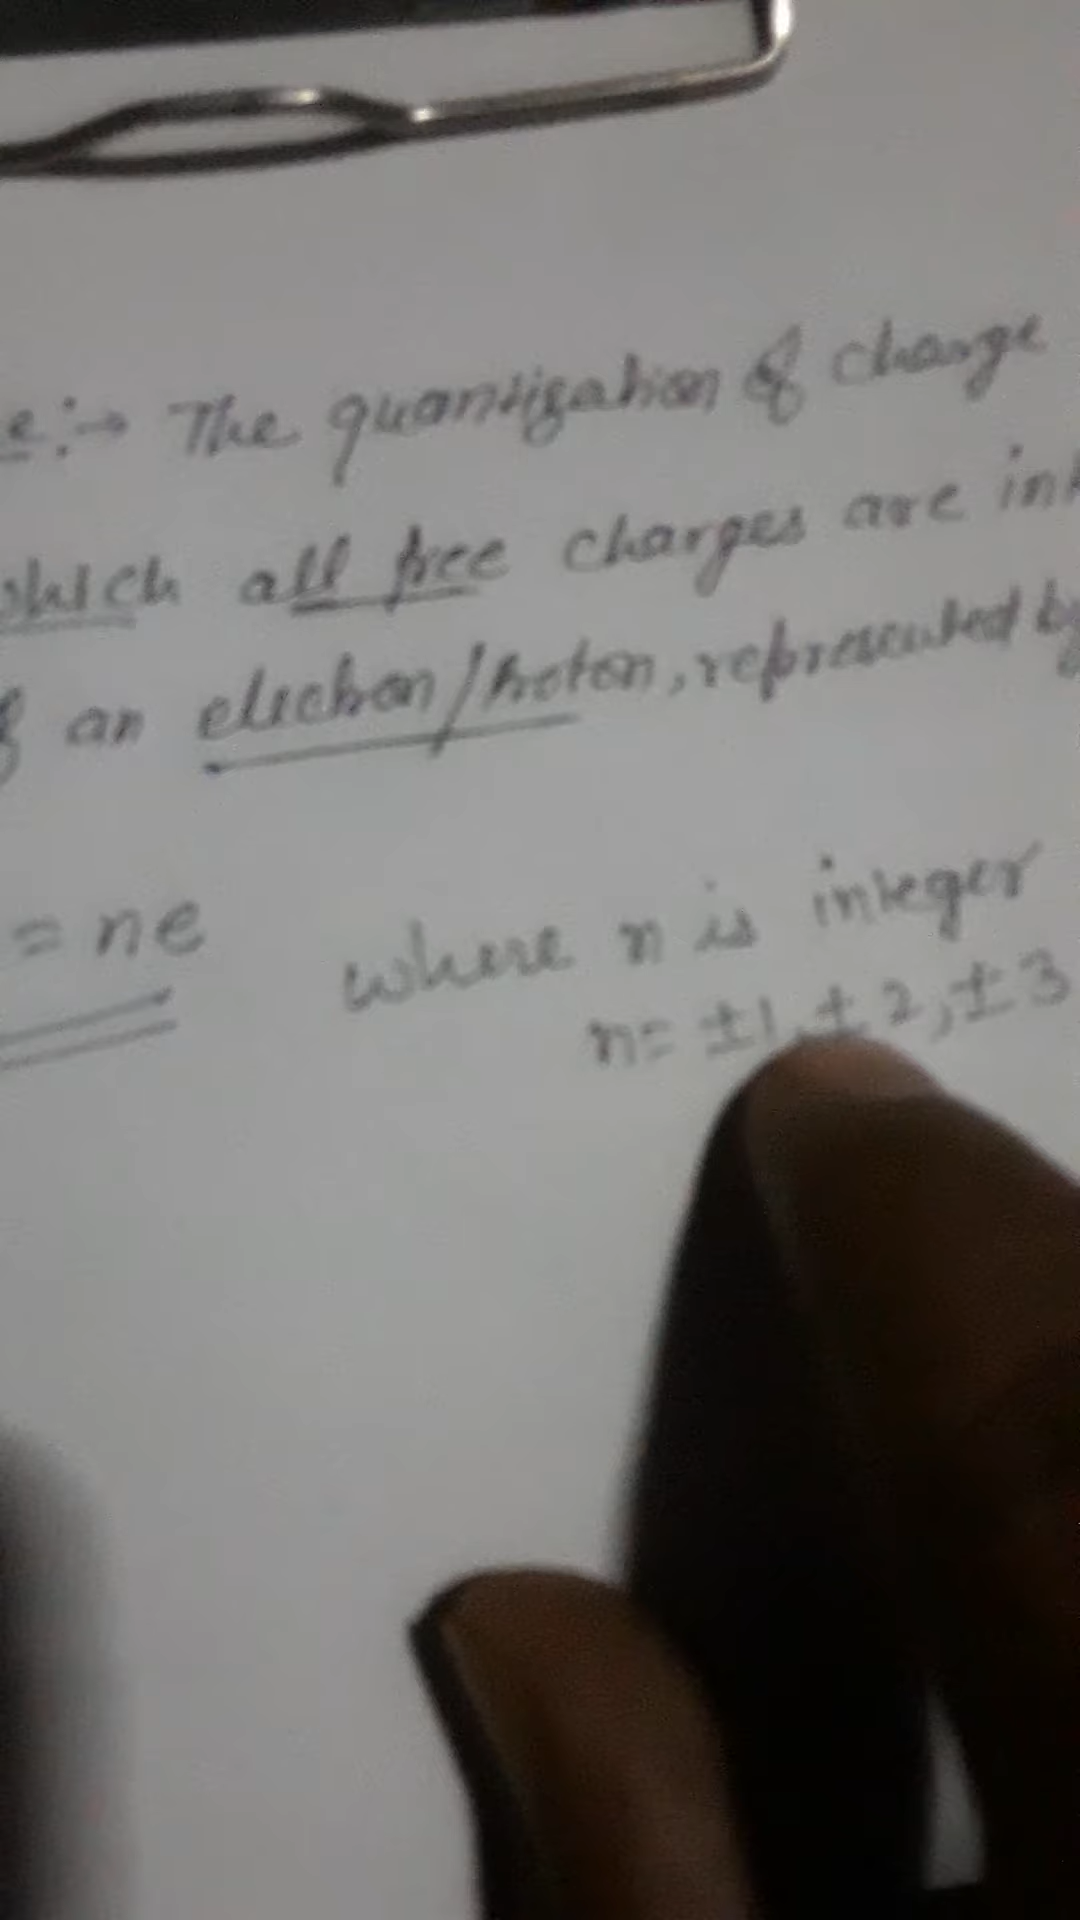 e:→ The quantization of charge
which all free charges are int
f an electron/proton, represented by
= ne where n is integer
n= ±1, ±2, ±3